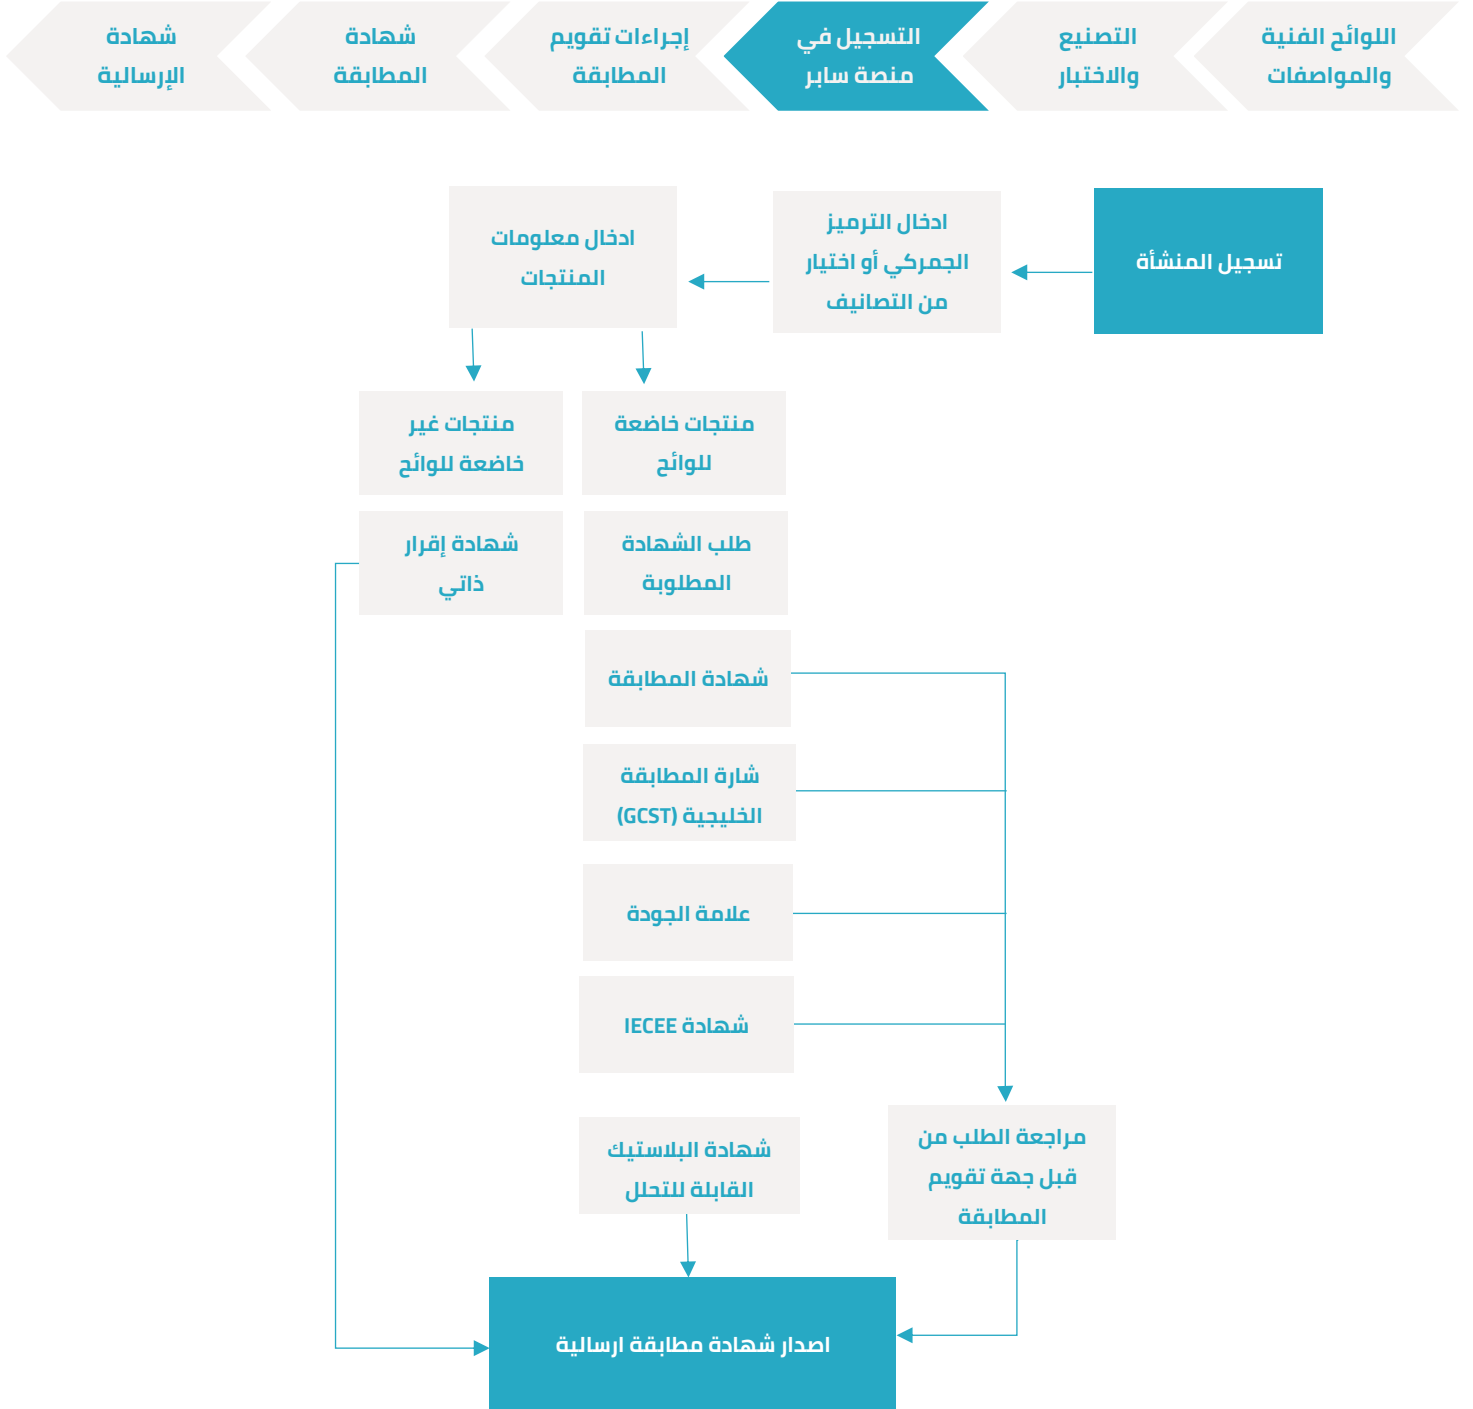 اللوائح الفنية
والمواصفات
التصنيع
والاختبار
التسجيل في
منصة سابر
إجراءات تقويم
المطابقة
شهادة
المطابقة
شهادة
الإرسالية
تسجيل المنشأة
ادخال الترميز
الجمركي أو اختيار
من التصانيف
ادخال معلومات
المنتجات
منتجات خاضعة
للوائح
منتجات غير
خاضعة للوائح
طلب الشهادة
المطلوبة
شهادة إقرار
ذاتي
شهادة المطابقة
شارة المطابقة
الخليجية (GCST)
علامة الجودة
شهادة IECEE
مراجعة الطلب من
قبل جهة تقويم
المطابقة
شهادة البلاستيك
القابلة للتحلل
اصدار شهادة مطابقة ارسالية